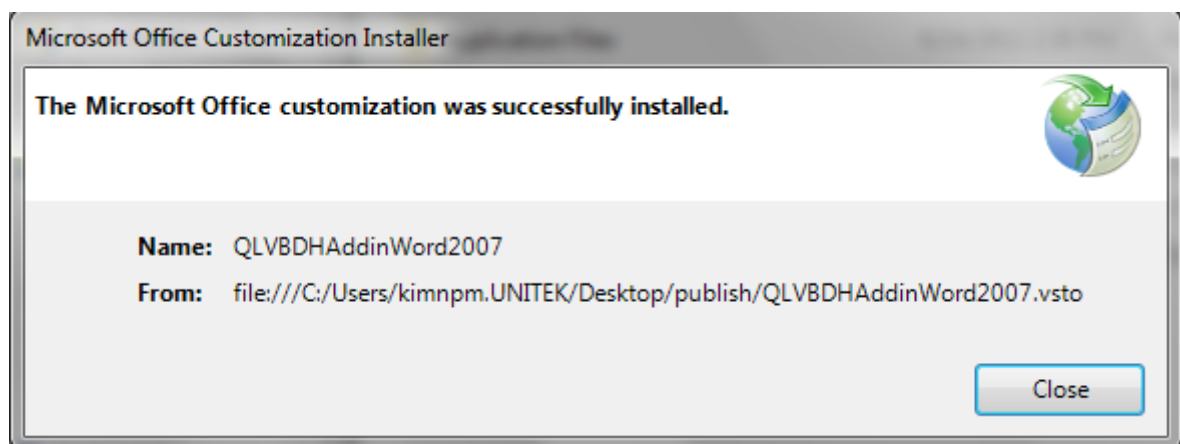 Microsoft Office Customization Installer
The Microsoft Office customization was successfully installed.
Name: QLVBDHAddinWord2007
From: file:///C:/Users/kimnpm.UNITEK/Desktop/publish/QLVBDHAddinWord2007.vsto
Close